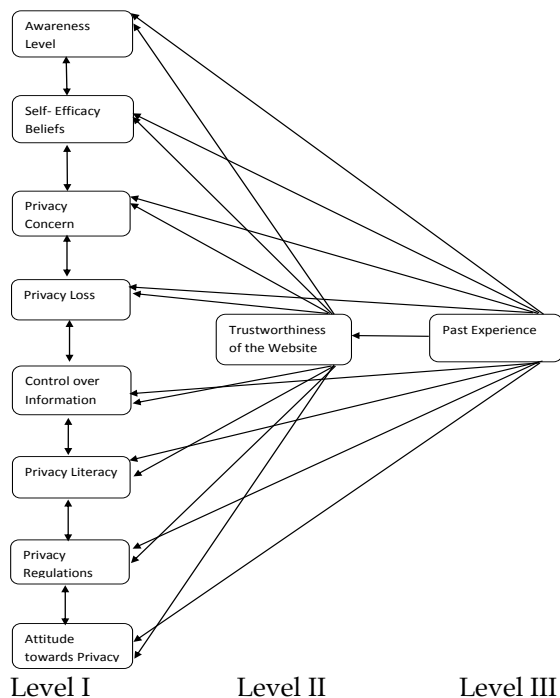 Awareness
Level
Self- Efficacy
Beliefs
Privacy
Concern
Privacy Loss
Trustworthiness
of the Website
Past Experience
Control over
Information
Privacy Literacy
Privacy
Regulations
Attitude
towards Privacy
Level I Level II Level III